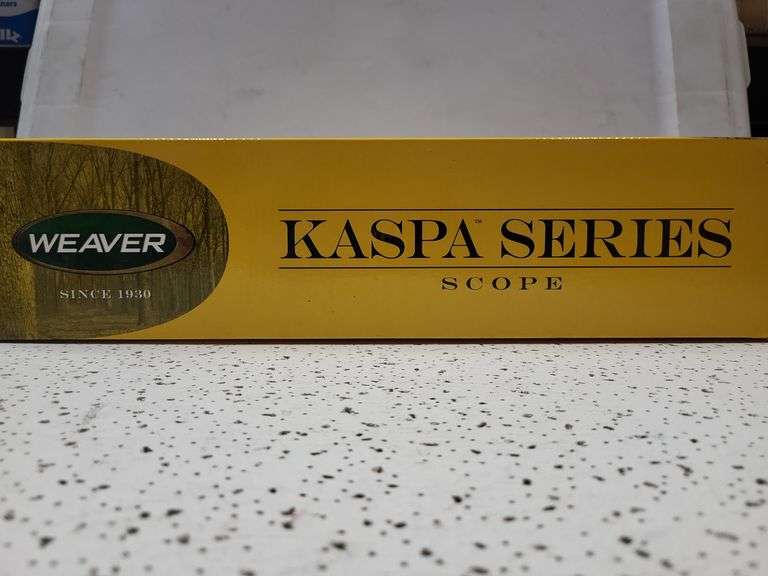 WEAVER
SINCE 1930
KASPA™ SERIES
SCOPE